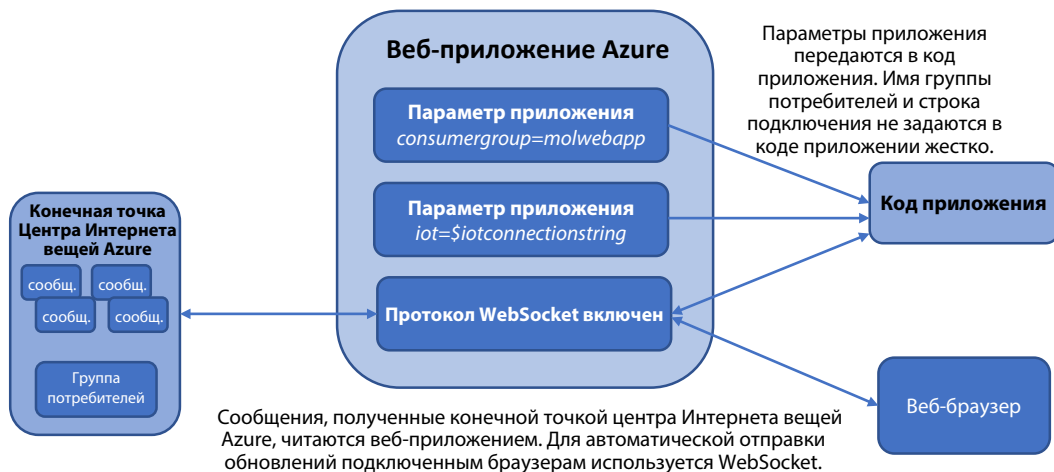 Веб-приложение Azure
Параметр приложения
consumergroup=molwebapp
Параметр приложения
iot=$iotconnectionstring
Протокол WebSocket включен
Параметры приложения
передаются в код
приложения. Имя группы
потребителей и строка
подключения не задаются в
коде приложении жестко.
Код приложения
Веб-браузер
Конечная точка
Центра Интернета
вещей Azure
сообщ.
сообщ.
сообщ.
сообщ.
Группа
потребителей
Сообщения, полученные конечной точкой центра Интернета вещей
Azure, читаются веб-приложением. Для автоматической отправки
обновлений подключенным браузерам используется WebSocket.